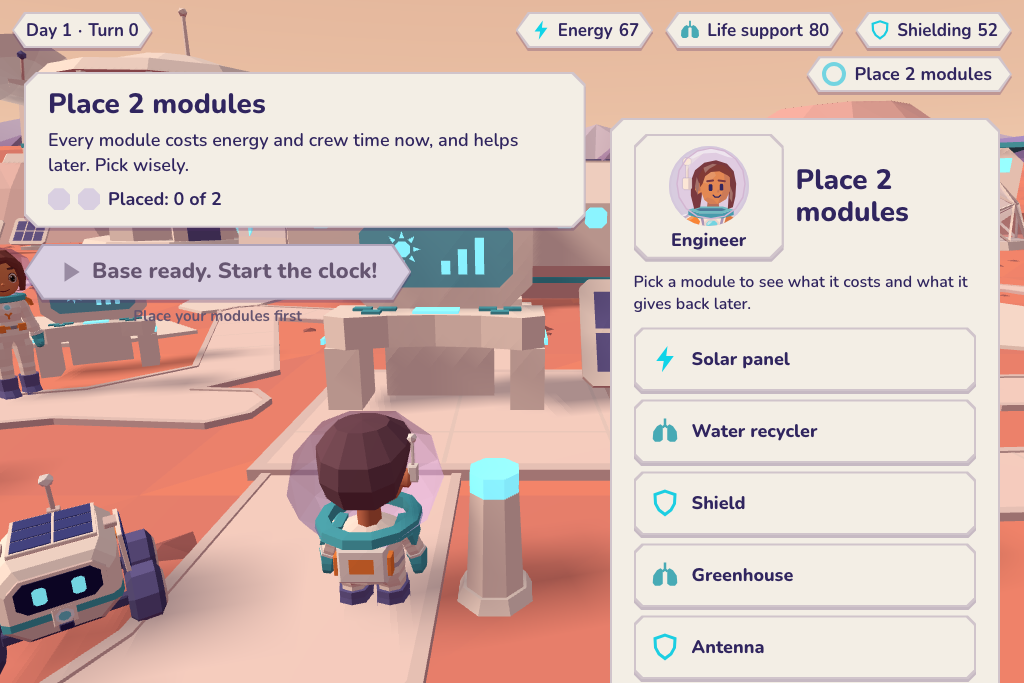 Day 1 · Turn 0
Energy 67
Life support 80
Shielding 52
Place 2 modules
Place 2 modules
Every module costs energy and crew time now, and helps
later. Pick wisely.
Placed: 0 of 2
Base ready. Start the clock!
Place your modules first
Engineer
Place 2
modules
Pick a module to see what it costs and what it
gives back later.
Solar panel
Water recycler
Shield
Greenhouse
Antenna